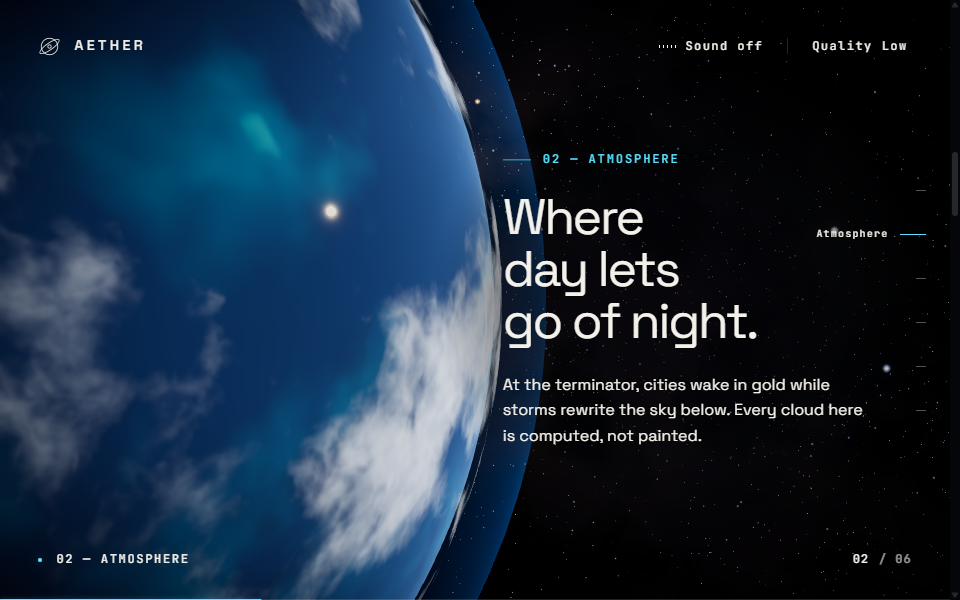 AETHER
Sound off
Quality Low
02 — ATMOSPHERE
Where
day lets
go of night.
Atmosphere
At the terminator, cities wake in gold while
storms rewrite the sky below. Every cloud here
is computed, not painted.
02 — ATMOSPHERE
02 / 06